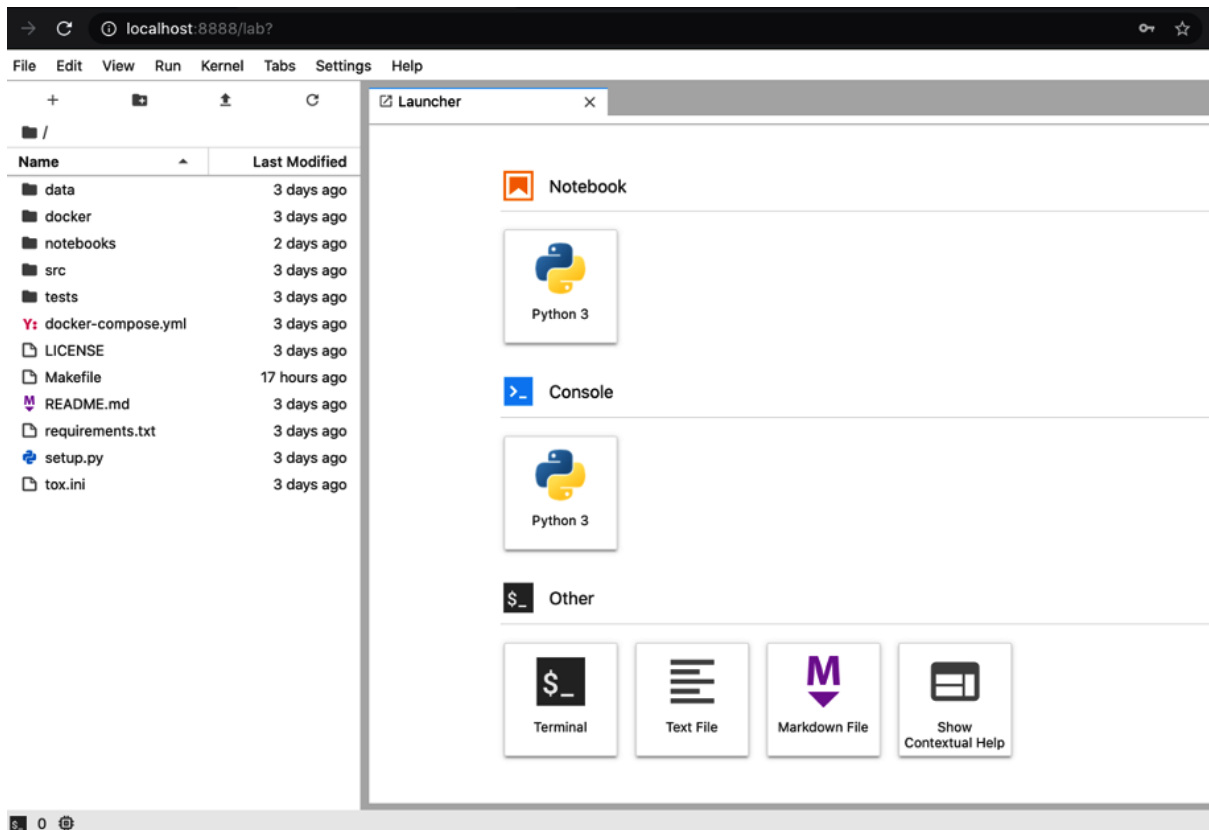 localhost:8888/lab?
File Edit View Run Kernel Tabs Settings Help
Launcher
/
Name Last Modified
data 3 days ago
docker 3 days ago
notebooks 2 days ago
src 3 days ago
tests 3 days ago
Y: docker-compose.yml 3 days ago
LICENSE 3 days ago
Makefile 17 hours ago
M README.md 3 days ago
requirements.txt 3 days ago
setup.py 3 days ago
tox.ini 3 days ago
Notebook
Python 3
>_ Console
Python 3
$_ Other
$_ M
Terminal Text File Markdown File Show
Contextual Help
$_ 0